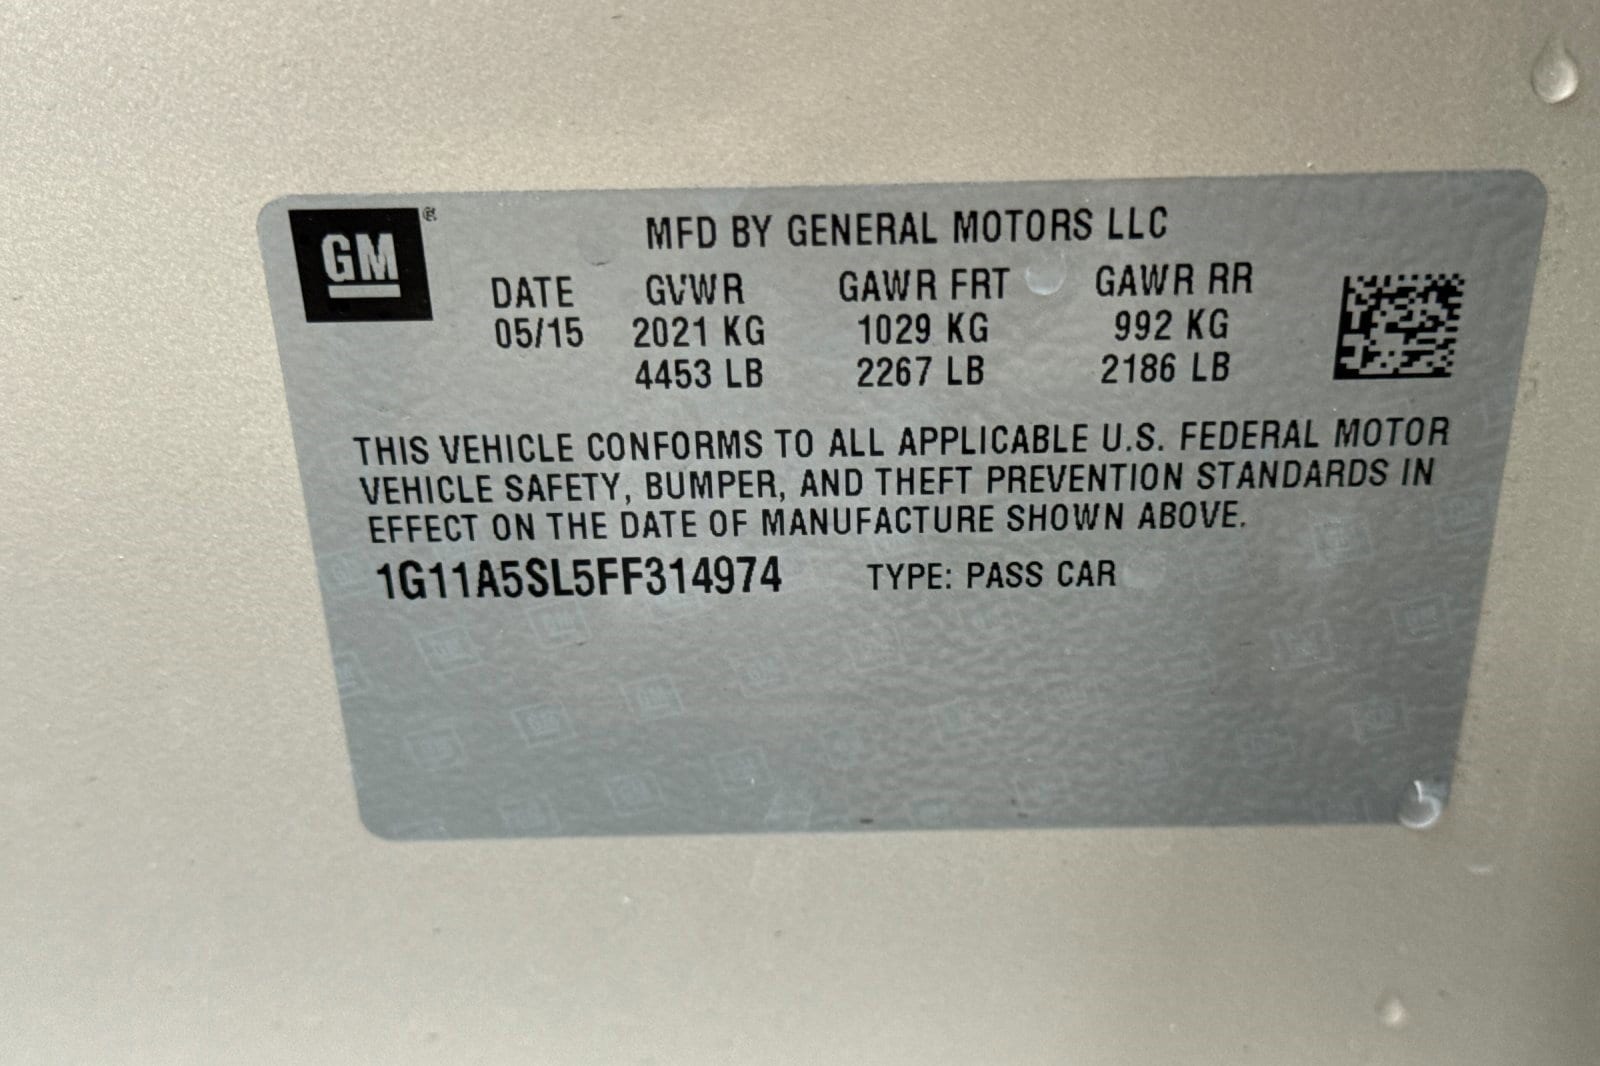 GM®
MFD BY GENERAL MOTORS LLC
DATE GVWR GAWR FRT GAWR RR
05/15 2021 KG 1029 KG 992 KG
4453 LB 2267 LB 2186 LB
THIS VEHICLE CONFORMS TO ALL APPLICABLE U.S. FEDERAL MOTOR
VEHICLE SAFETY, BUMPER, AND THEFT PREVENTION STANDARDS IN
EFFECT ON THE DATE OF MANUFACTURE SHOWN ABOVE.
1G11A5SL5FF314974 TYPE: PASS CAR